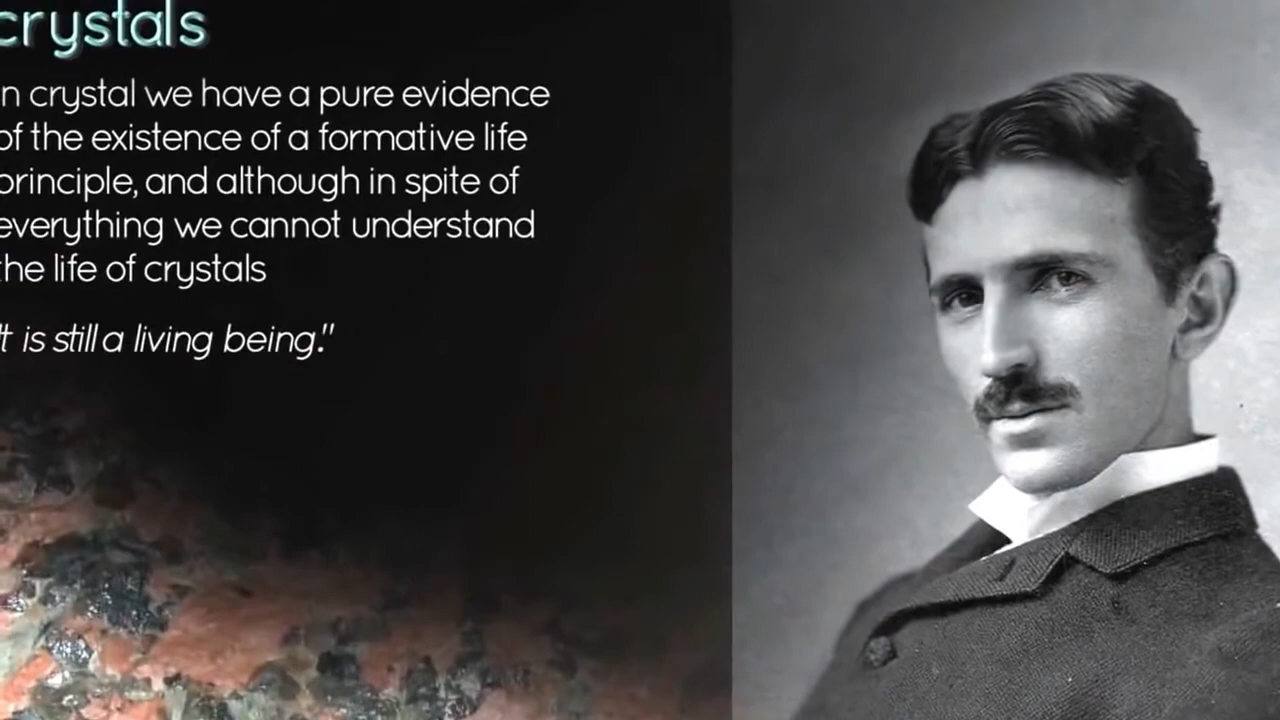 crystals
n crystal we have a pure evidence
of the existence of a formative life
principle, and although in spite of
everything we cannot understand
the life of crystals
t is still a living being."